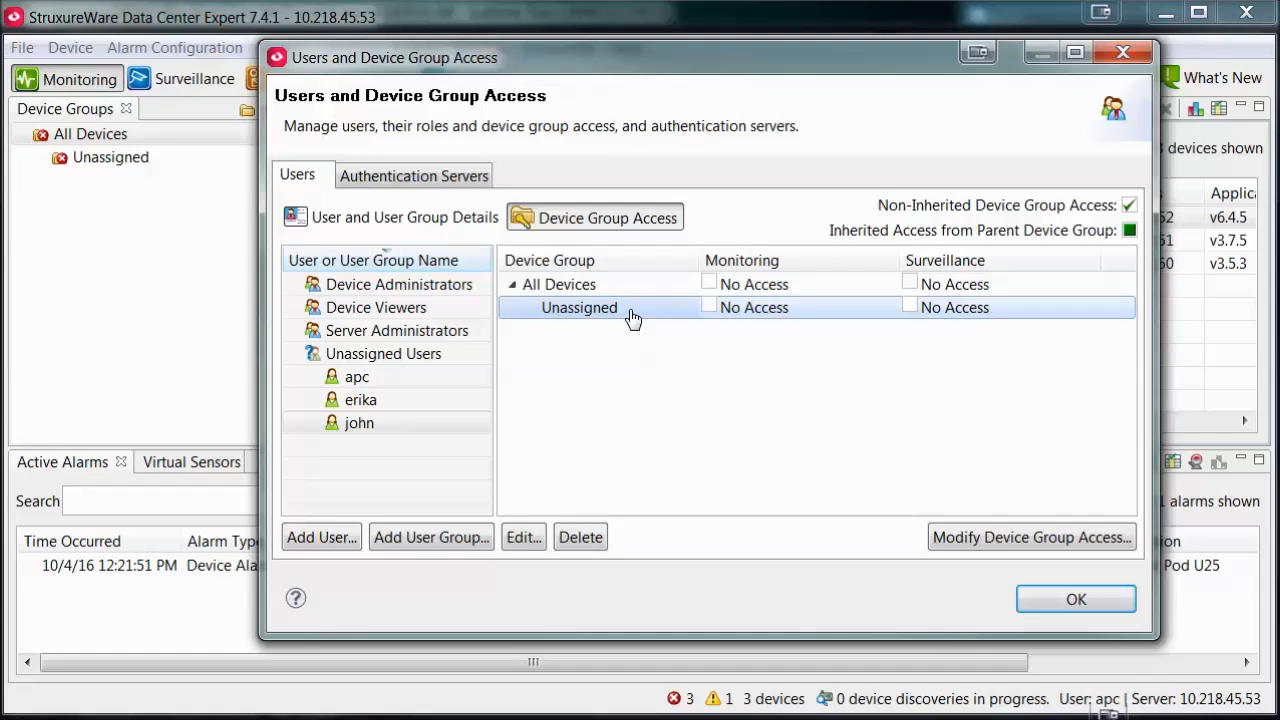 StruxureWare Data Center Expert 7.4.1 - 10.218.45.53
File Device Alarm Configuration
Monitoring Surveillance
What's New
Device Groups
All Devices
Unassigned
devices shown
Applica
v6.4.5
51 v3.7.5
50 v3.5.3
Users and Device Group Access
Users and Device Group Access
Manage users, their roles and device group access, and authentication servers.
Users Authentication Servers
User and User Group Details Device Group Access
Non-Inherited Device Group Access:
Inherited Access from Parent Device Group:
User or User Group Name
Device Administrators
Device Viewers
Server Administrators
Unassigned Users
apc
erika
john
Device Group Monitoring Surveillance
All Devices No Access No Access
Unassigned No Access No Access
Add User... Add User Group... Edit... Delete Modify Device Group Access...
? OK
Active Alarms Virtual Sensors
Search
alarms shown
Time Occurred Alarm Typ
10/4/16 12:21:51 PM Device Ala
Pod U25
3 1 3 devices 0 device discoveries in progress. User: apc | Server: 10.218.45.53